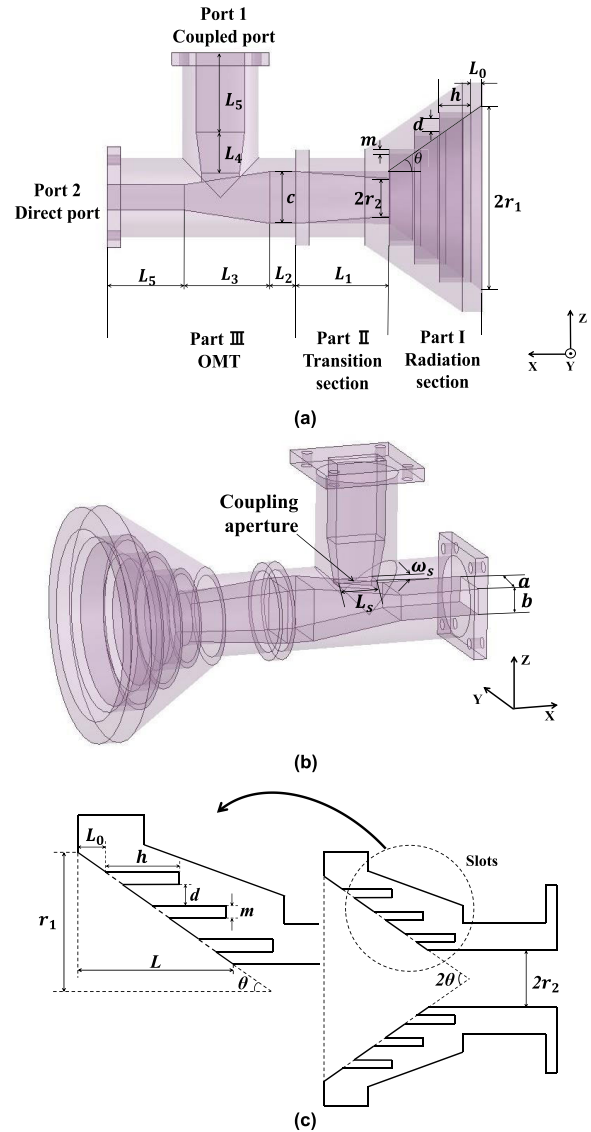 Port 1
Coupled port
L₀
L₅
h
d
m
L₄
θ
Port 2
Direct port
c
2r₂
2r₁
L₅
L₃
L₂
L₁
Part Ⅲ
OMT
Part Ⅱ
Transition
section
Part Ⅰ
Radiation
section
Z
X
Y
(a)
Coupling
aperture
ωₛ
a
Lₛ
b
Z
Y
X
(b)
L₀
h
Slots
d
m
r₁
L
θ
2θ
2r₂
(c)